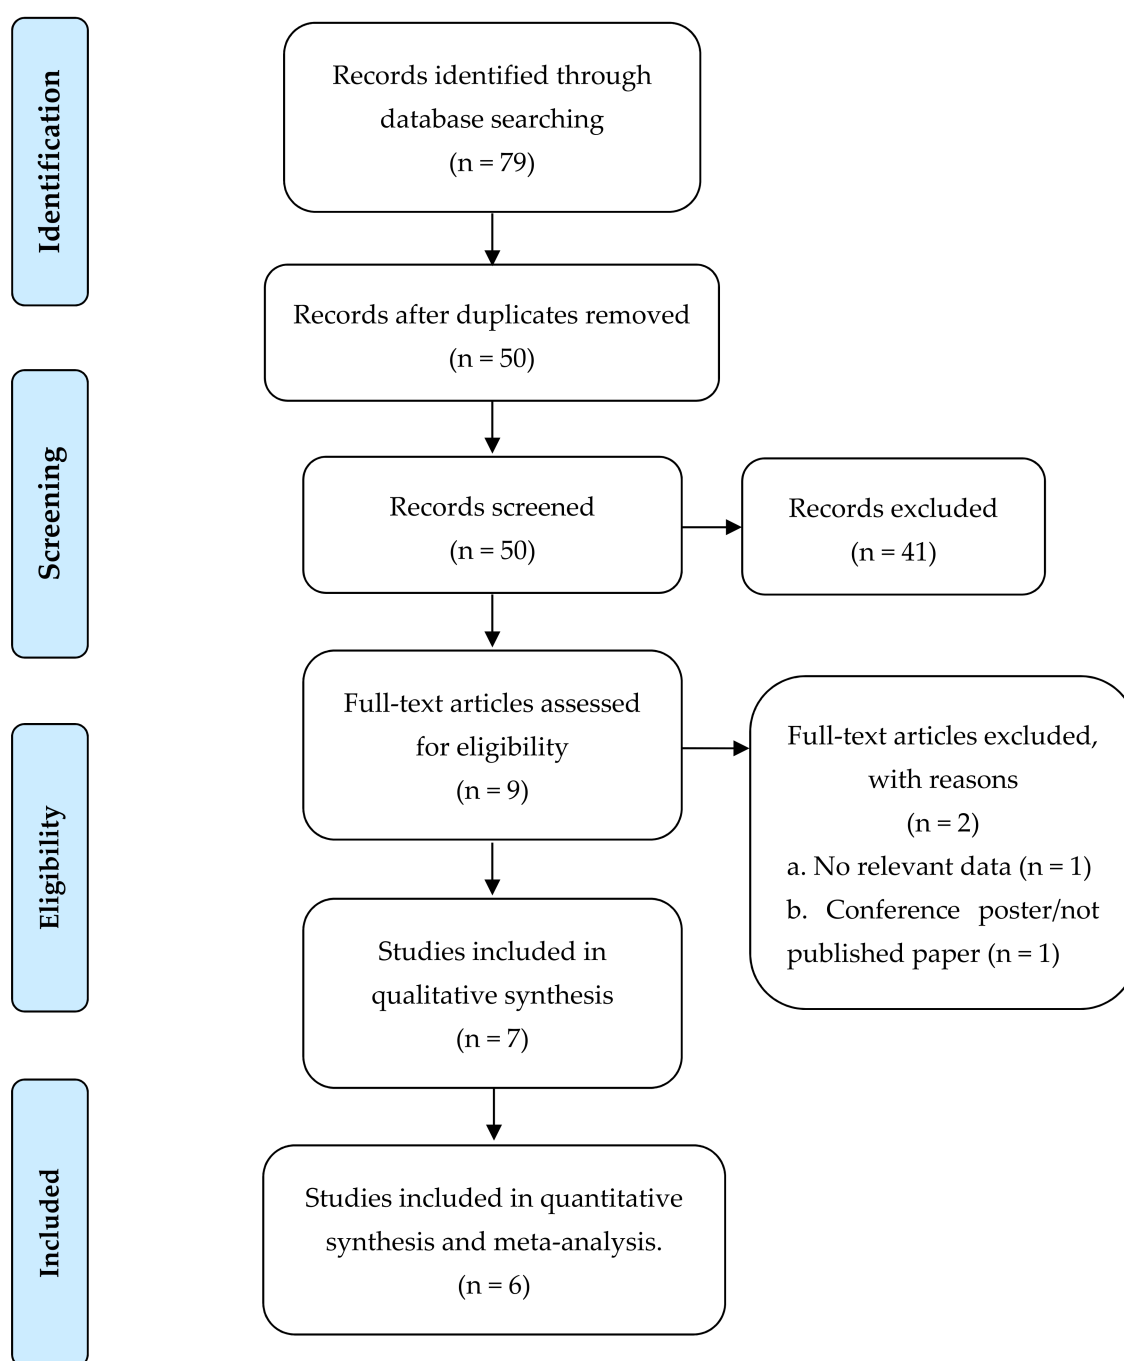 Identification
Records identified through
database searching
(n = 79)
Records after duplicates removed
(n = 50)
Screening
Records screened
(n = 50)
Records excluded
(n = 41)
Full-text articles assessed
for eligibility
(n = 9)
Full-text articles excluded,
with reasons
(n = 2)
a. No relevant data (n = 1)
b. Conference poster/not
published paper (n = 1)
Eligibility
Studies included in
qualitative synthesis
(n = 7)
Included
Studies included in quantitative
synthesis and meta-analysis.
(n = 6)